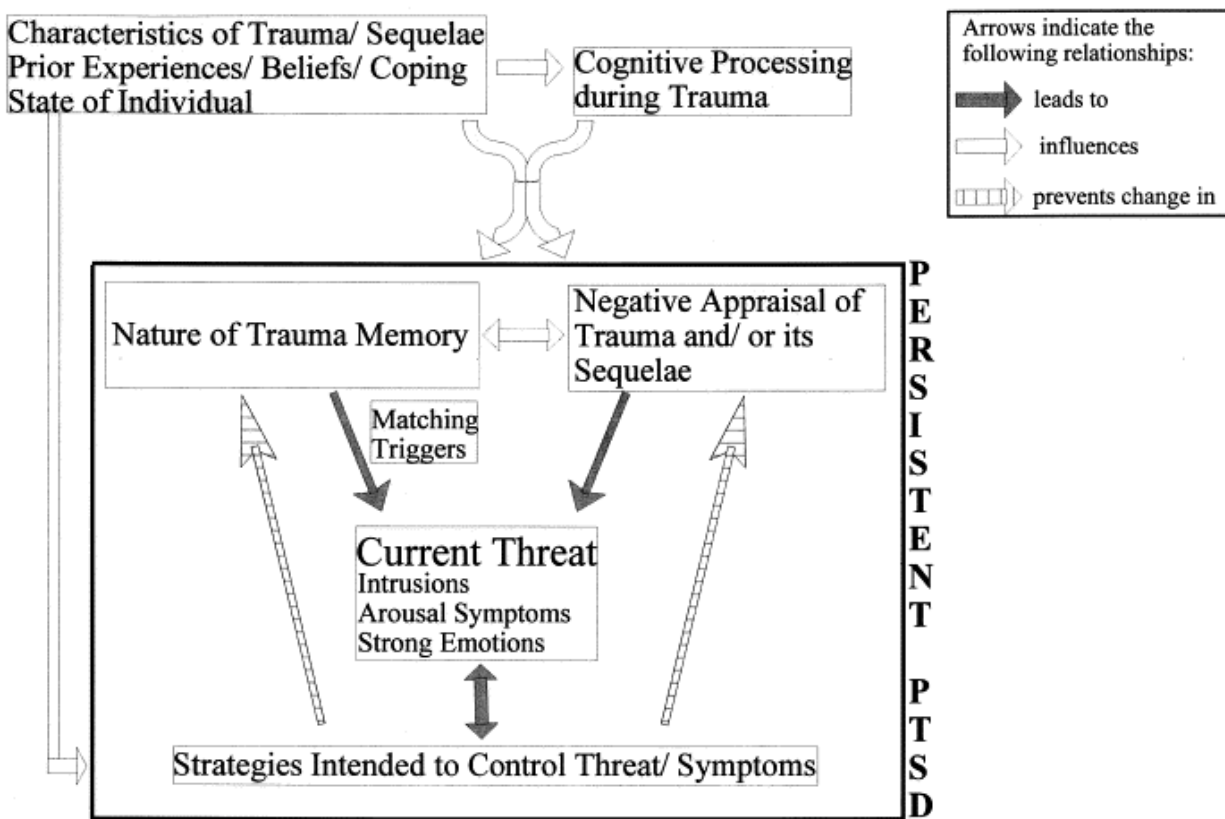 Characteristics of Trauma/ Sequelae
Prior Experiences/ Beliefs/ Coping
State of Individual
Cognitive Processing
during Trauma
Arrows indicate the
following relationships:
leads to
influences
prevents change in
Nature of Trauma Memory
Negative Appraisal of
Trauma and/ or its
Sequelae
Matching
Triggers
Current Threat
Intrusions
Arousal Symptoms
Strong Emotions
Strategies Intended to Control Threat/ Symptoms
PERSISTENT PTSD